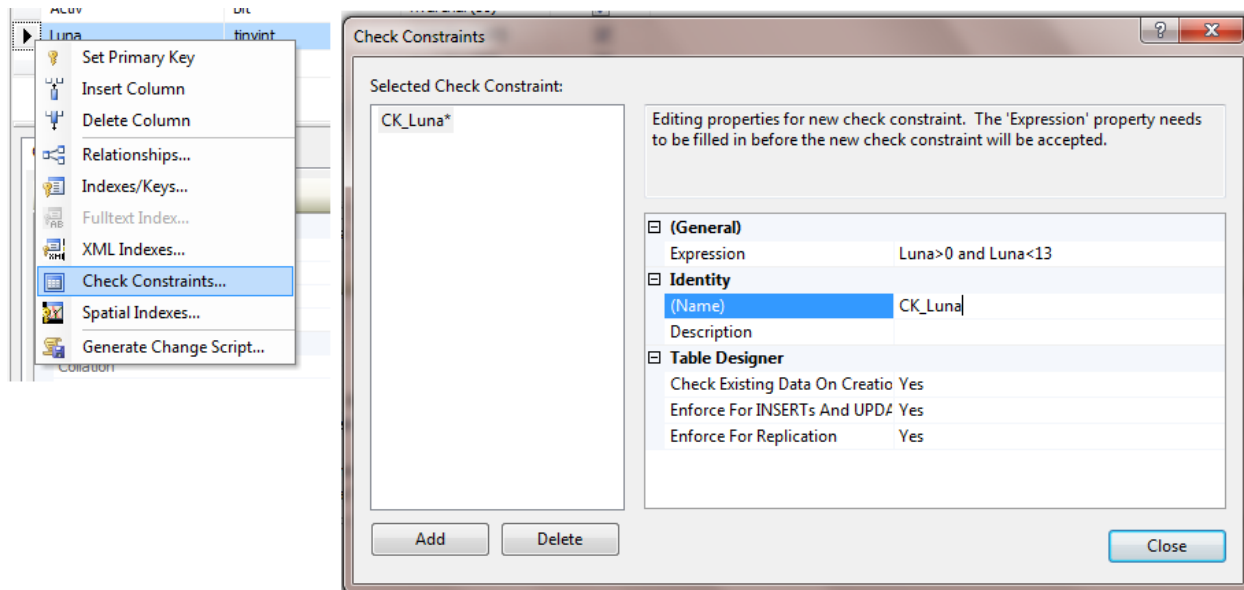 Activ bit
Luna tinyint
Set Primary Key
Insert Column
Delete Column
Relationships...
Indexes/Keys...
Fulltext Index...
XML Indexes...
Check Constraints...
Spatial Indexes...
Generate Change Script...
Collation
Check Constraints
Selected Check Constraint:
CK_Luna*
Editing properties for new check constraint. The 'Expression' property needs
to be filled in before the new check constraint will be accepted.
(General)
Expression Luna>0 and Luna<13
Identity
(Name) CK_Luna
Description
Table Designer
Check Existing Data On Creatio Yes
Enforce For INSERTs And UPDA Yes
Enforce For Replication Yes
Add Delete
Close